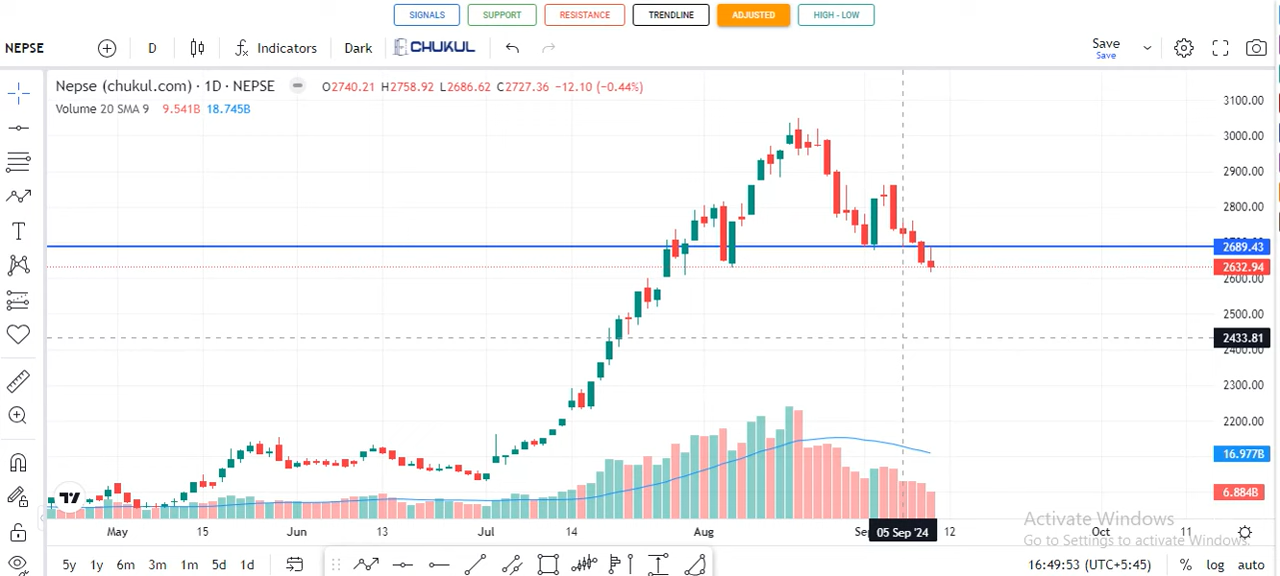 SIGNALS SUPPORT RESISTANCE TRENDLINE ADJUSTED HIGH - LOW
NEPSE D Indicators Dark CHUKUL Save
Save
Nepse (chukul.com) · 1D · NEPSE O2740.21 H2758.92 L2686.62 C2727.36 −12.10 (−0.44%)
Volume 20 SMA 9 9.541B 18.745B
3100.00
3000.00
2900.00
2800.00
2689.43
2632.94
2600.00
2500.00
2433.81
2400.00
2300.00
2200.00
16.977B
6.884B
May 15 Jun 13 Jul 14 Aug Se 05 Sep '24 12 Oct 11
Activate Windows
Go to Settings to activate Windows.
5y 1y 6m 3m 1m 5d 1d 16:49:53 (UTC+5:45) % log auto